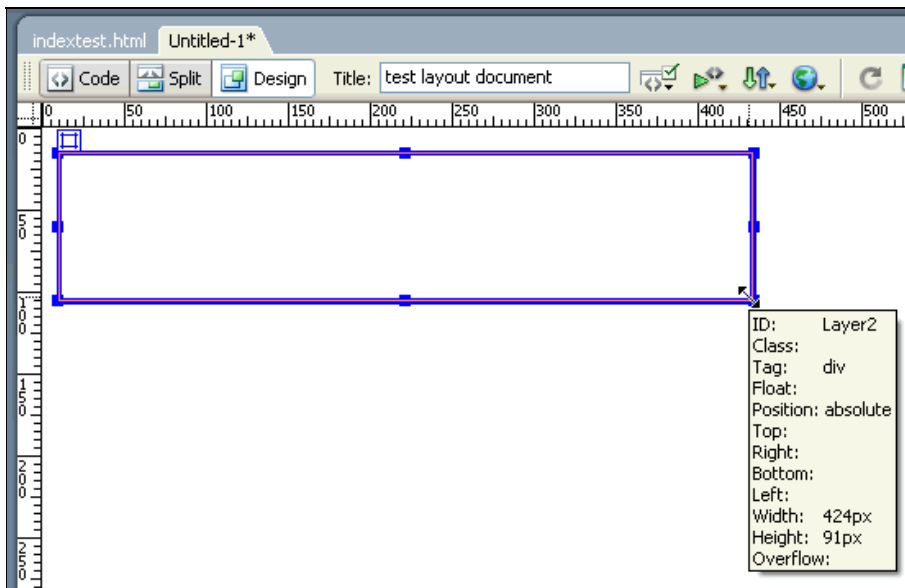 indextest.html Untitled-1*
Code Split Design Title: test layout document
0 50 100 150 200 250 300 350 400 450 500
0
50
100
150
200
250
ID: Layer2
Class:
Tag: div
Float:
Position: absolute
Top:
Right:
Bottom:
Left:
Width: 424px
Height: 91px
Overflow: